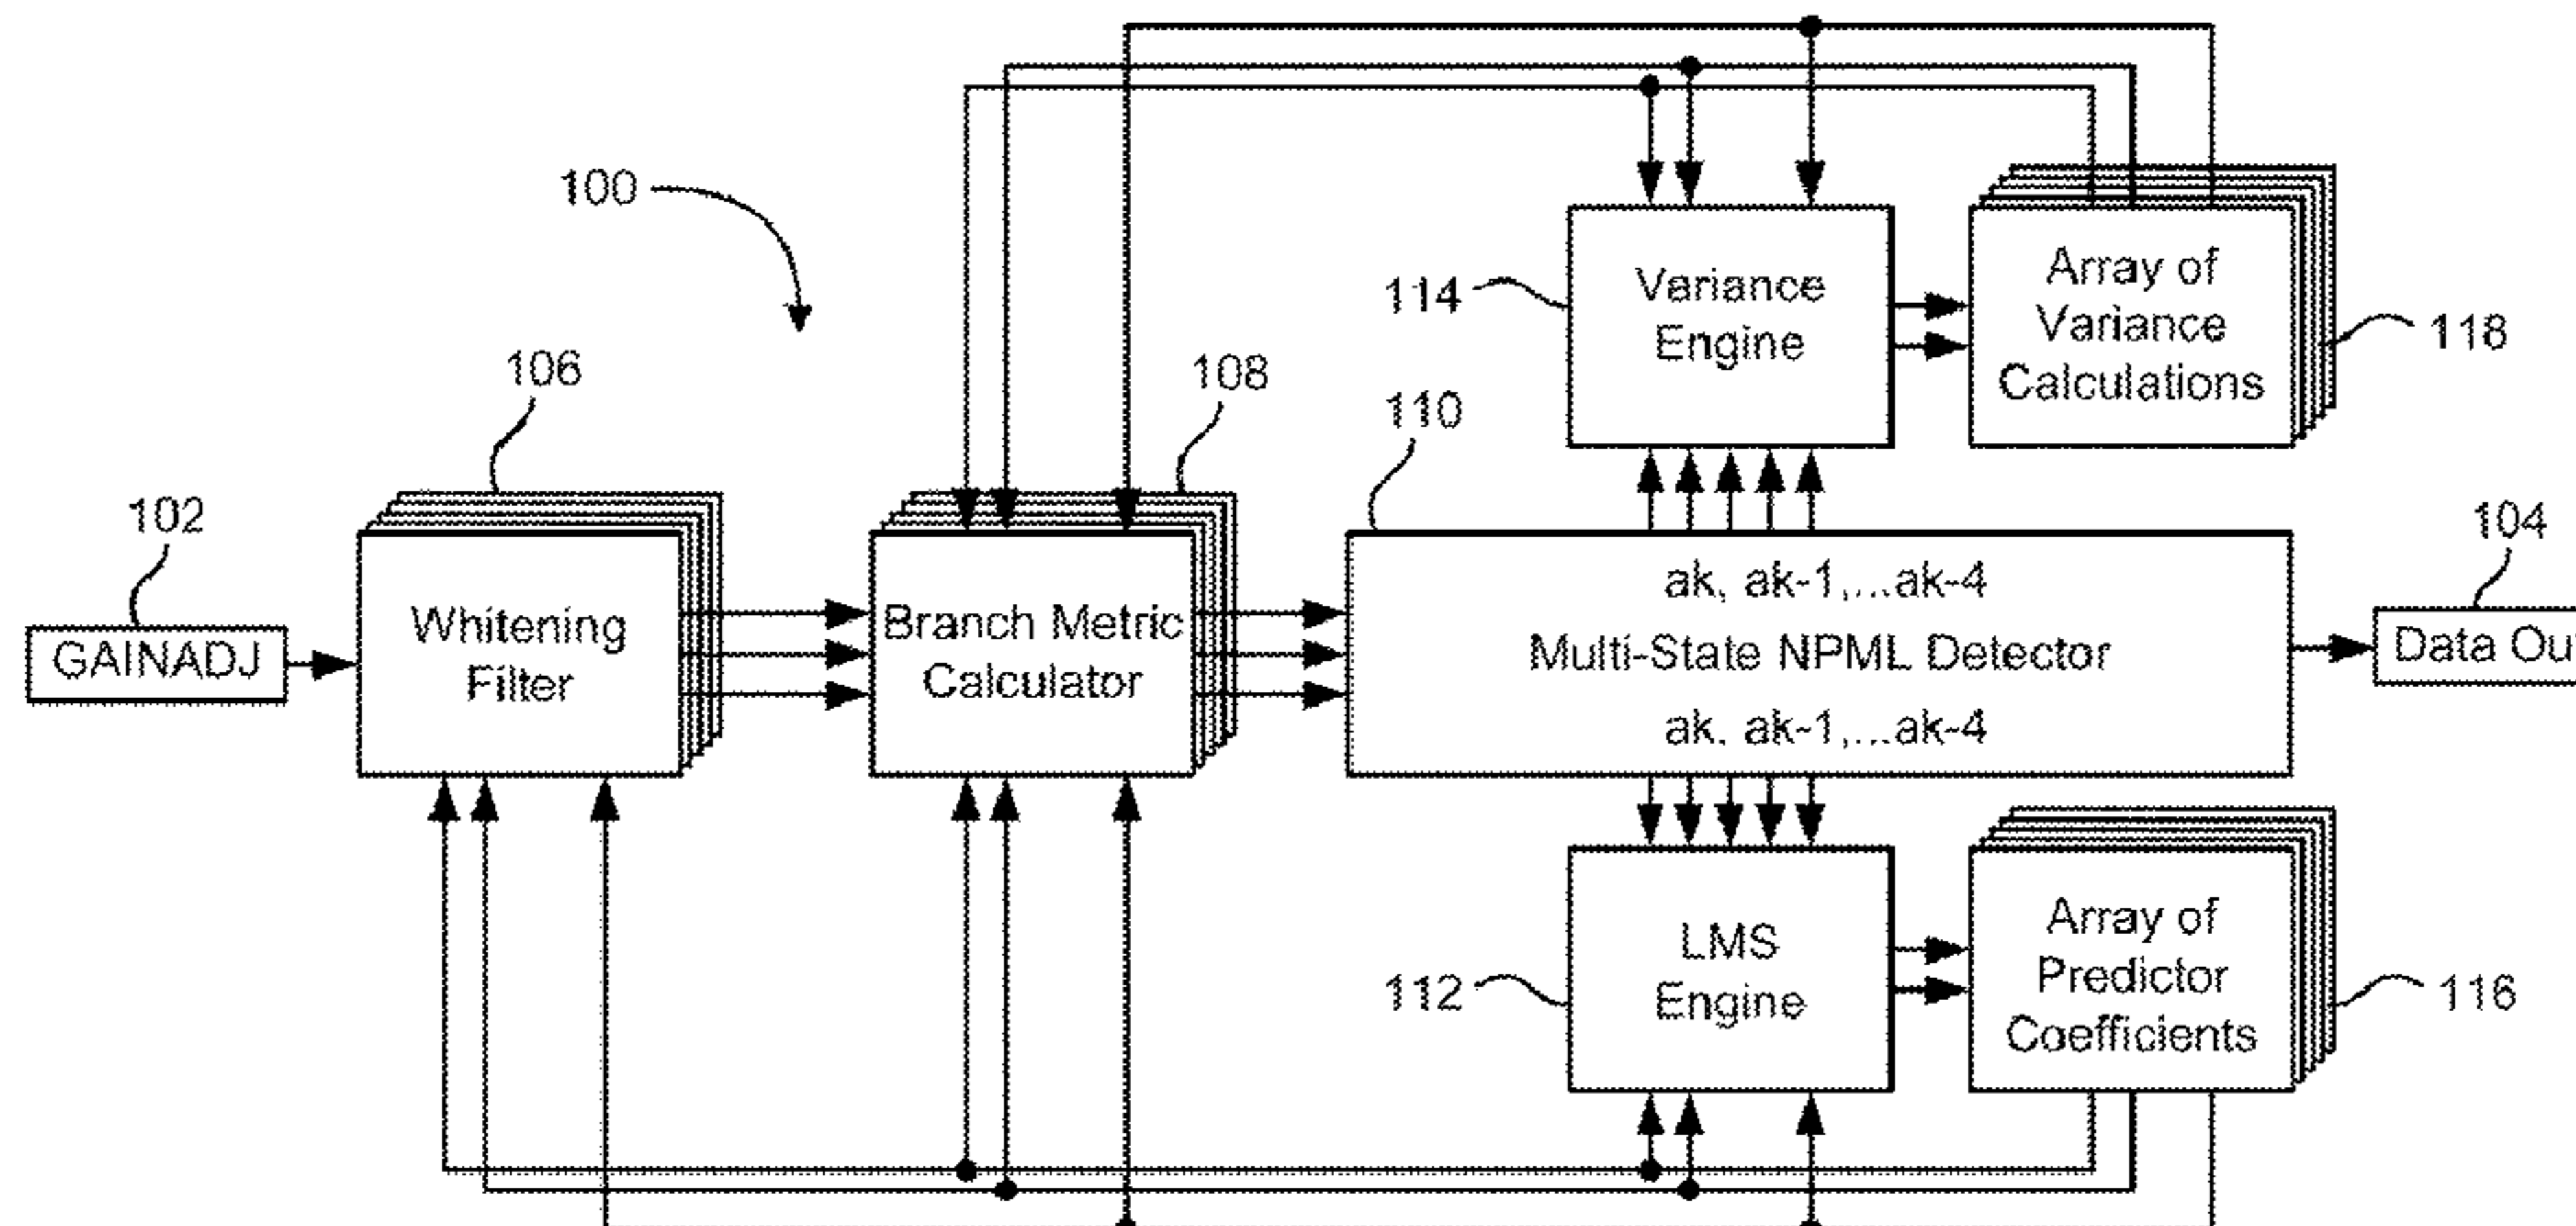 100
114
Variance
Engine
Array of
Variance
Calculations
118
106
108
110
102
104
GAINADJ
Whitening
Filter
Branch Metric
Calculator
ak, ak-1,...ak-4
Multi-State NPML Detector
ak, ak-1,...ak-4
Data Out
112
LMS
Engine
Array of
Predictor
Coefficients
116